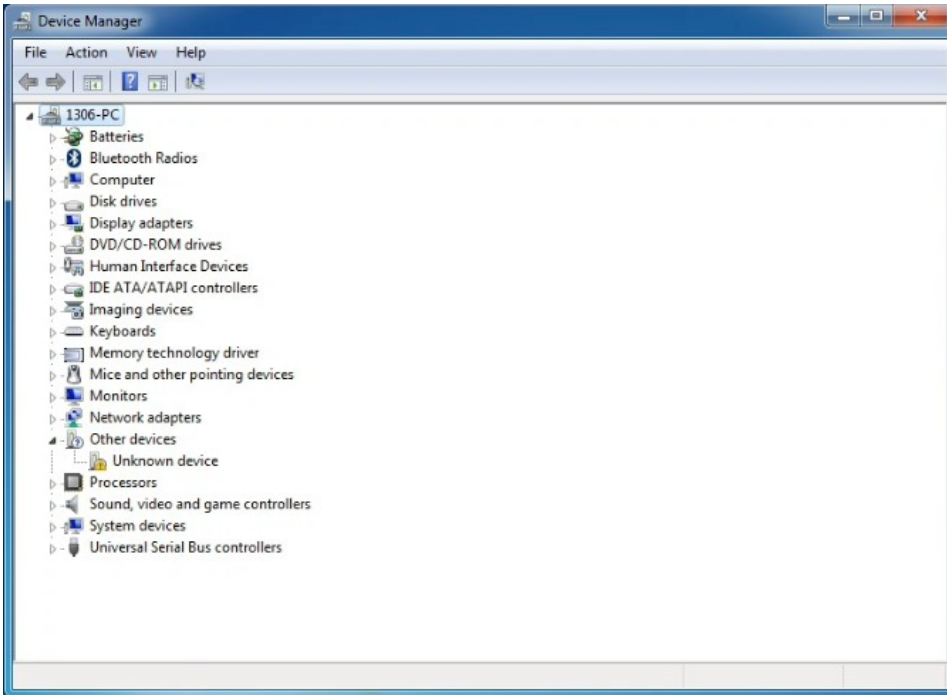 Device Manager
File Action View Help
1306-PC
Batteries
Bluetooth Radios
Computer
Disk drives
Display adapters
DVD/CD-ROM drives
Human Interface Devices
IDE ATA/ATAPI controllers
Imaging devices
Keyboards
Memory technology driver
Mice and other pointing devices
Monitors
Network adapters
Other devices
Unknown device
Processors
Sound, video and game controllers
System devices
Universal Serial Bus controllers